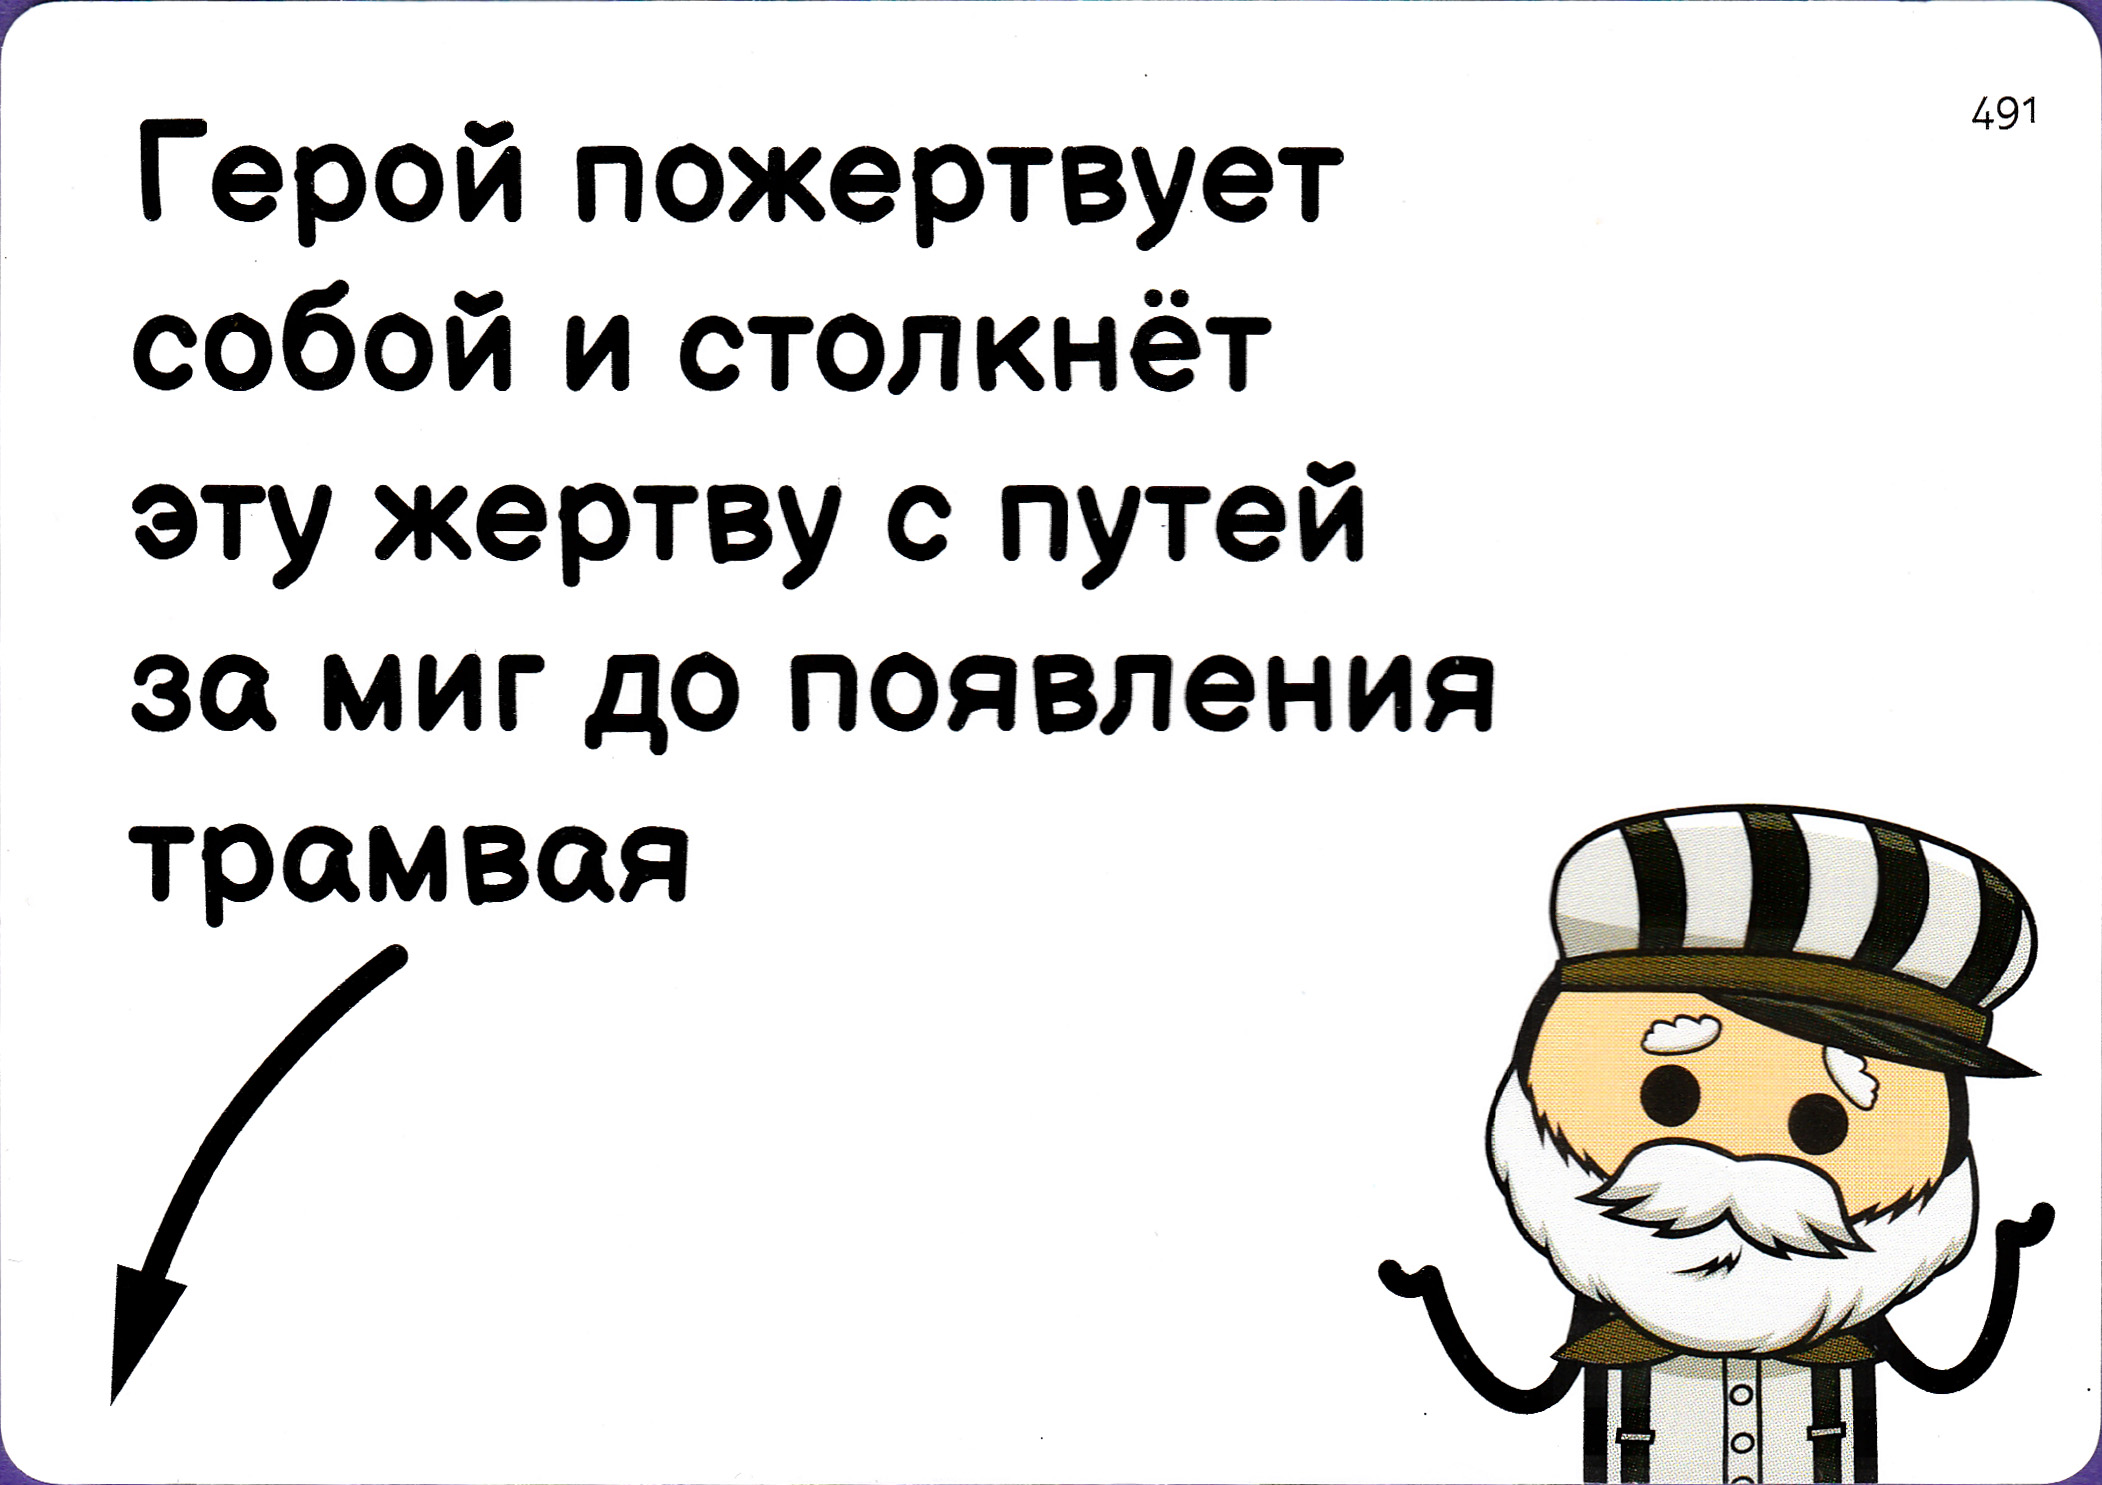 491
Герой пожертвует
собой и столкнёт
эту жертву с путей
за миг до появления
трамвая